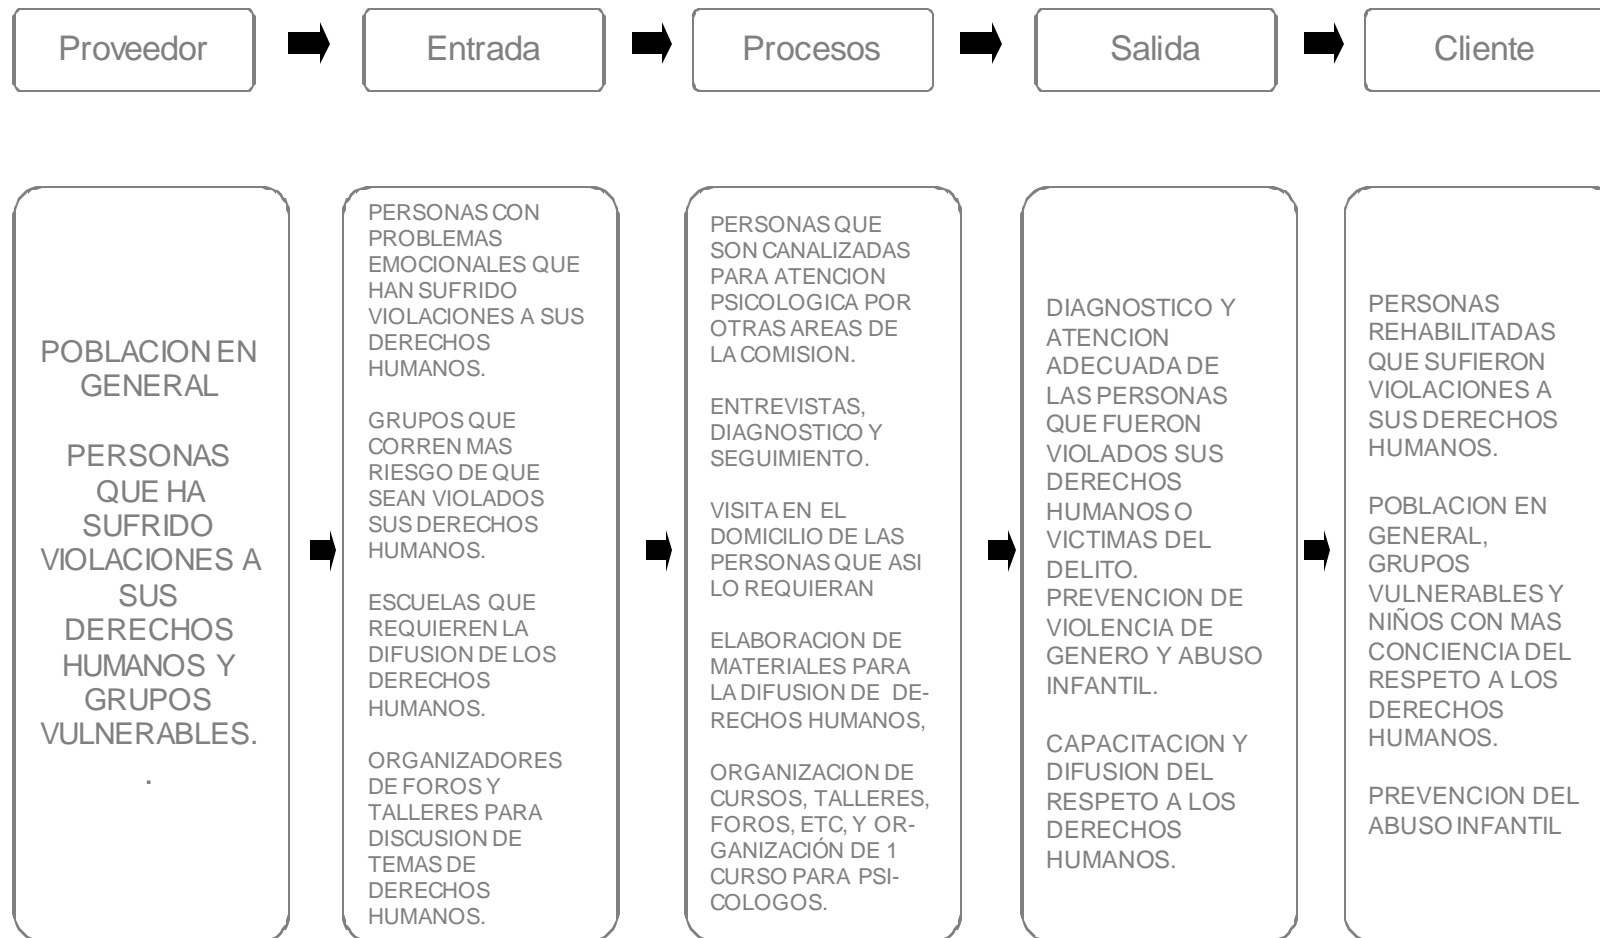 Proveedor
Entrada
Procesos
Salida
Cliente
POBLACION EN
GENERAL
PERSONAS
QUE HA
SUFRIDO
VIOLACIONES A
SUS
DERECHOS
HUMANOS Y
GRUPOS
VULNERABLES.
.
PERSONAS CON
PROBLEMAS
EMOCIONALES QUE
HAN SUFRIDO
VIOLACIONES A SUS
DERECHOS
HUMANOS.
GRUPOS QUE
CORREN MAS
RIESGO DE QUE
SEAN VIOLADOS
SUS DERECHOS
HUMANOS.
ESCUELAS QUE
REQUIEREN LA
DIFUSION DE LOS
DERECHOS
HUMANOS.
ORGANIZADORES
DE FOROS Y
TALLERES PARA
DISCUSION DE
TEMAS DE
DERECHOS
HUMANOS.
PERSONAS QUE
SON CANALIZADAS
PARA ATENCION
PSICOLOGICA POR
OTRAS AREAS DE
LA COMISION.
ENTREVISTAS,
DIAGNOSTICO Y
SEGUIMIENTO.
VISITA EN EL
DOMICILIO DE LAS
PERSONAS QUE ASI
LO REQUIERAN
ELABORACION DE
MATERIALES PARA
LA DIFUSION DE DE-
RECHOS HUMANOS,
ORGANIZACION DE
CURSOS, TALLERES,
FOROS, ETC, Y OR-
GANIZACIÓN DE 1
CURSO PARA PSI-
COLOGOS.
DIAGNOSTICO Y
ATENCION
ADECUADA DE
LAS PERSONAS
QUE FUERON
VIOLADOS SUS
DERECHOS
HUMANOS O
VICTIMAS DEL
DELITO.
PREVENCION DE
VIOLENCIA DE
GENERO Y ABUSO
INFANTIL.
CAPACITACION Y
DIFUSION DEL
RESPETO A LOS
DERECHOS
HUMANOS.
PERSONAS
REHABILITADAS
QUE SUFIERON
VIOLACIONES A
SUS DERECHOS
HUMANOS.
POBLACION EN
GENERAL,
GRUPOS
VULNERABLES Y
NIÑOS CON MAS
CONCIENCIA DEL
RESPETO A LOS
DERECHOS
HUMANOS.
PREVENCION DEL
ABUSO INFANTIL